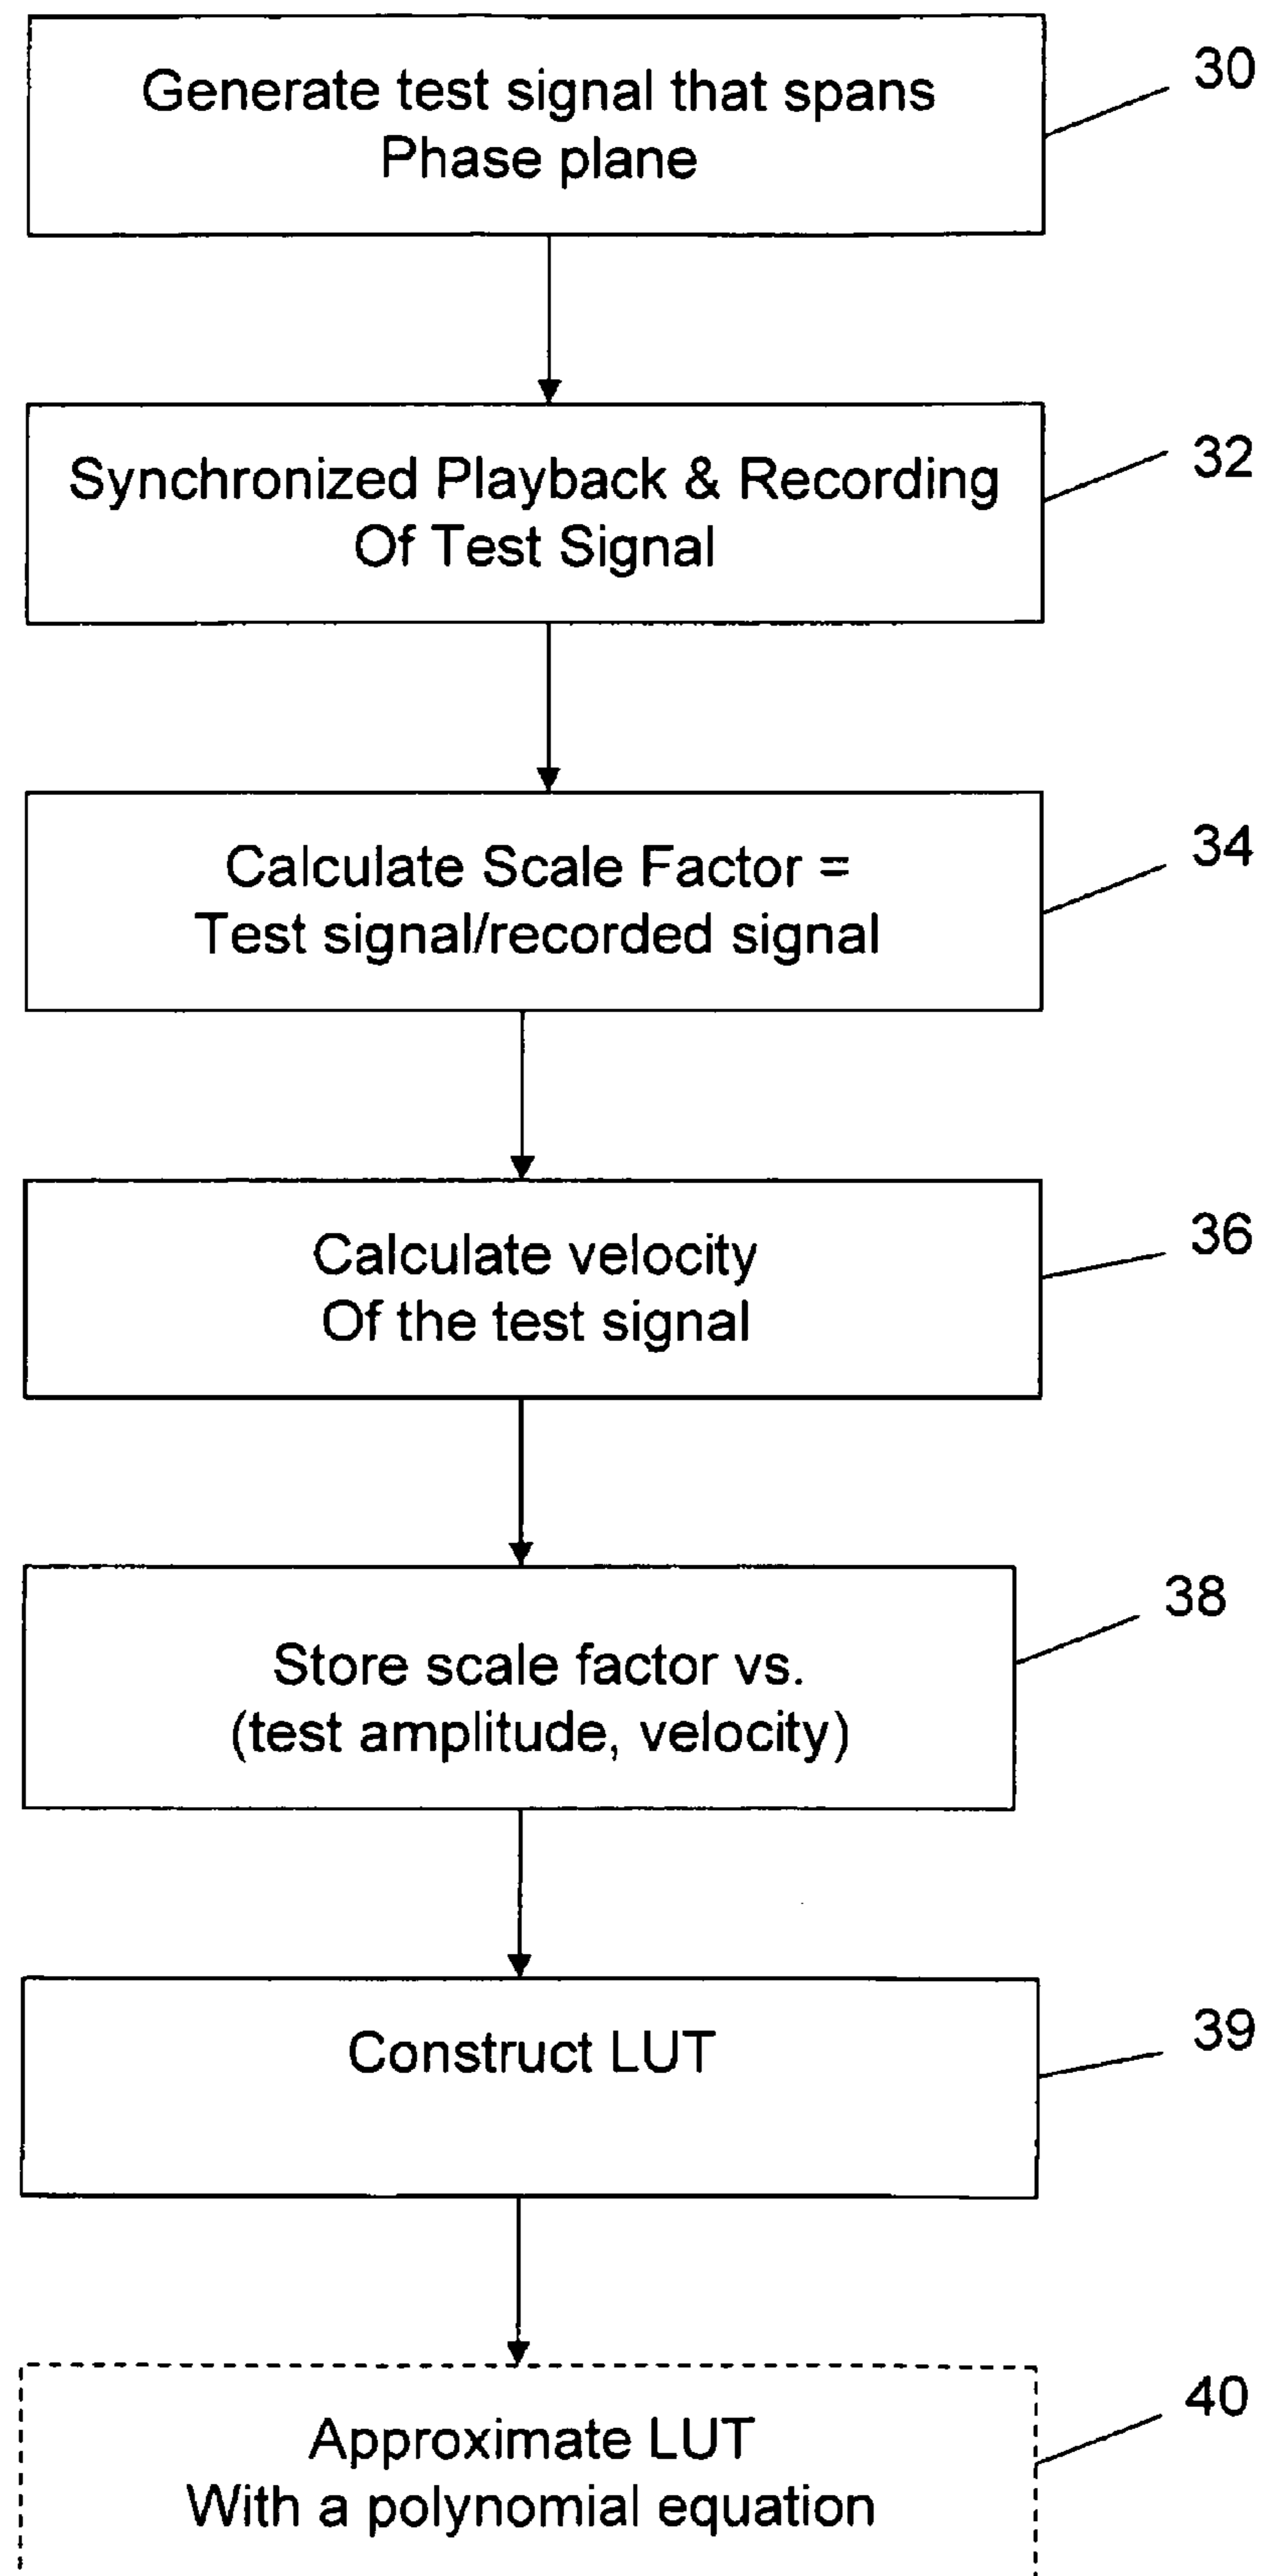 Generate test signal that spans
Phase plane
30
Synchronized Playback & Recording
Of Test Signal
32
Calculate Scale Factor =
Test signal/recorded signal
34
Calculate velocity
Of the test signal
36
Store scale factor vs.
(test amplitude, velocity)
38
Construct LUT
39
Approximate LUT
With a polynomial equation
40